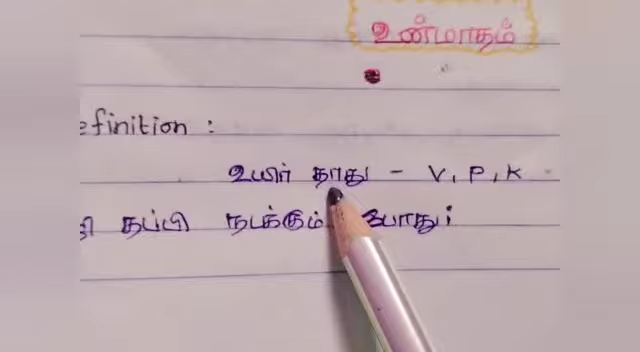 உன்மாதம்
efinition :
உயிர் தாது - V, P, K
தப்பி நடக்கும் போது;